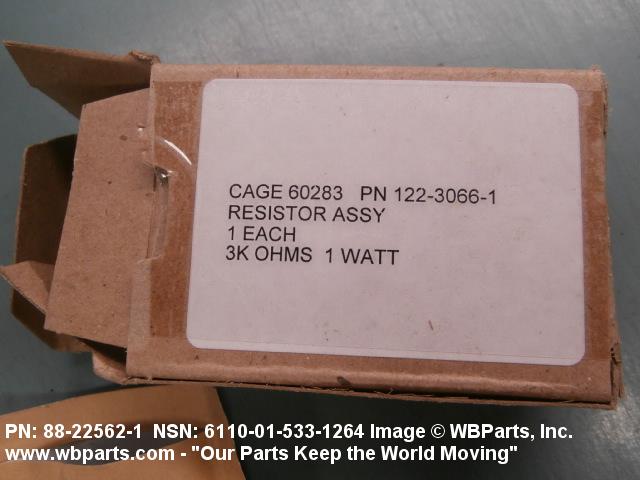 CAGE 60283 PN 122-3066-1
RESISTOR ASSY
1 EACH
3K OHMS 1 WATT
PN: 88-22562-1 NSN: 6110-01-533-1264 Image © WBParts, Inc.
www.wbparts.com - "Our Parts Keep the World Moving"